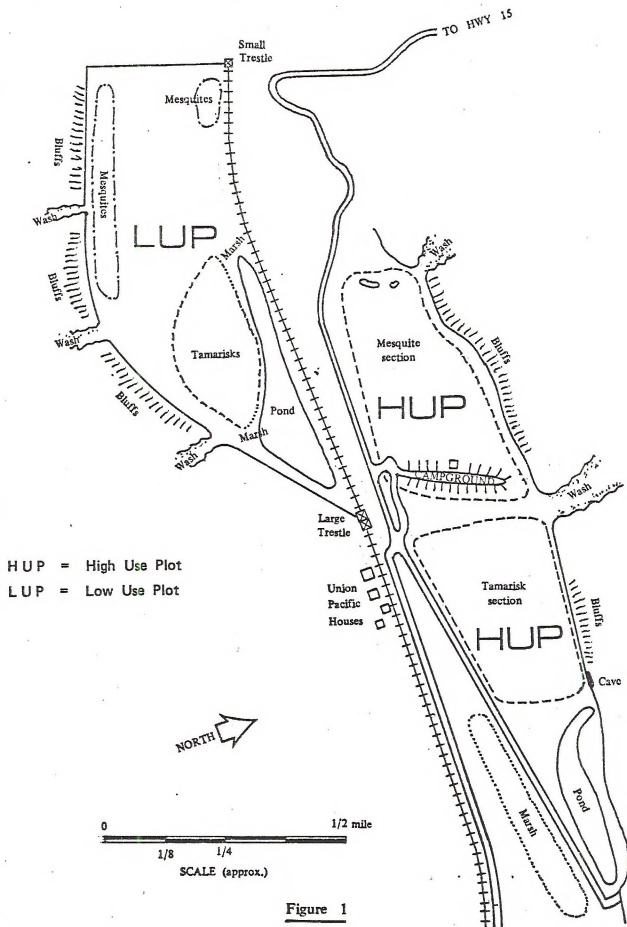 TO HWY 15
Small
Trestle
Mesquites
Bluffs
Mesquites
Wash
LUP
Marsh
Bluffs
Wash
Tamarisks
Bluffs
Pond
Marsh
Wash
Wash
Bluffs
Mesquite
section
HUP
CAMPGROUND
Wash
Large
Trestle
HUP = High Use Plot
LUP = Low Use Plot
Union
Pacific
Houses
Tamarisk
section
HUP
Bluffs
Cave
NORTH
Pond
Marsh
0
1/2 mile
1/8
1/4
SCALE (approx.)
Figure 1